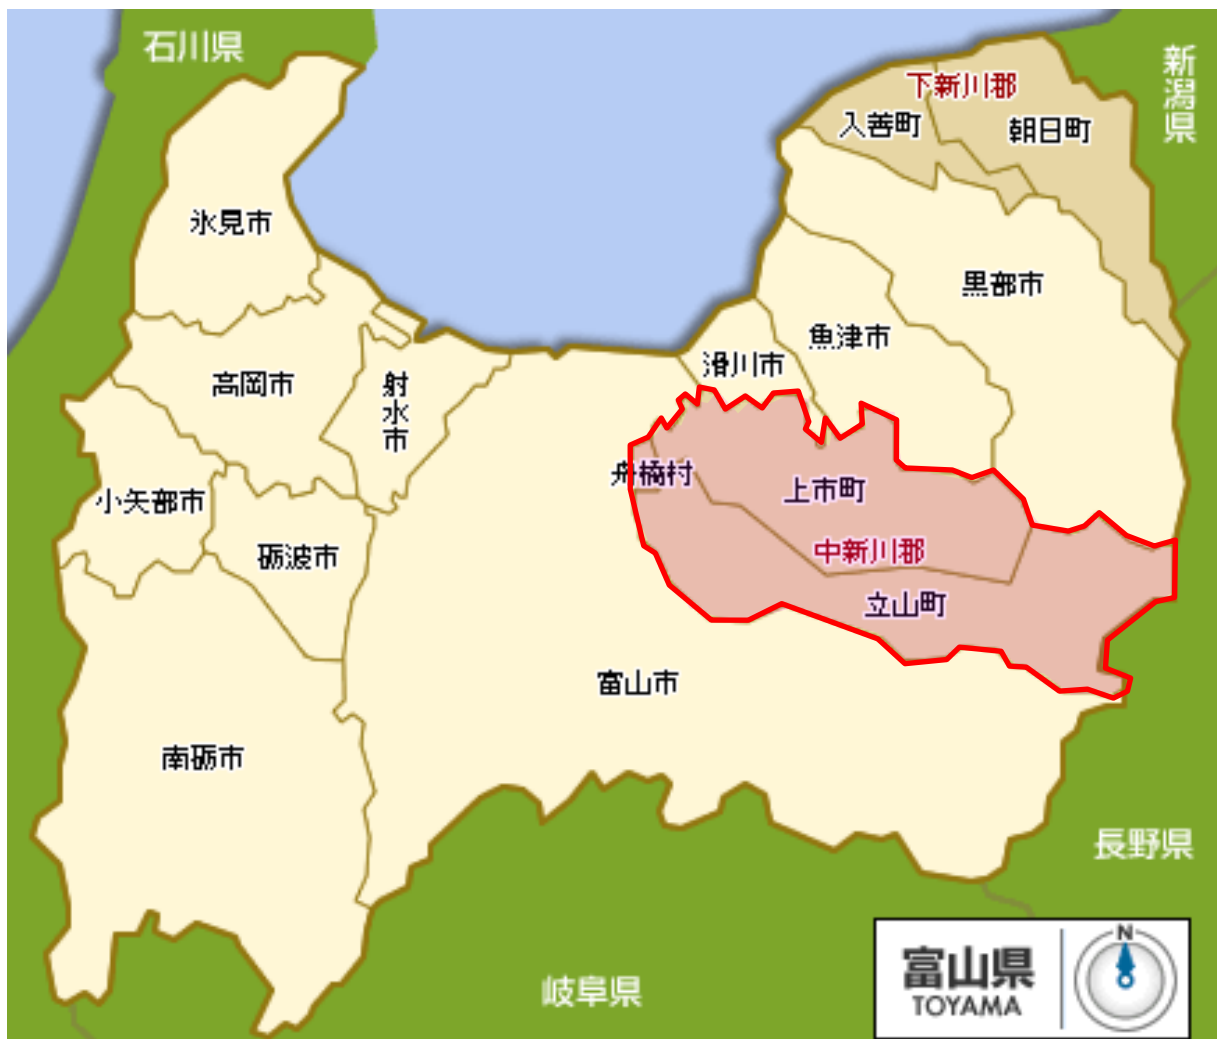 石川県
新潟県
下新川郡
入善町
朝日町
氷見市
黒部市
魚津市
滑川市
高岡市
射水市
舟橋村
上市町
小矢部市
砺波市
中新川郡
立山町
富山市
南砺市
長野県
岐阜県
富山県
TOYAMA
N